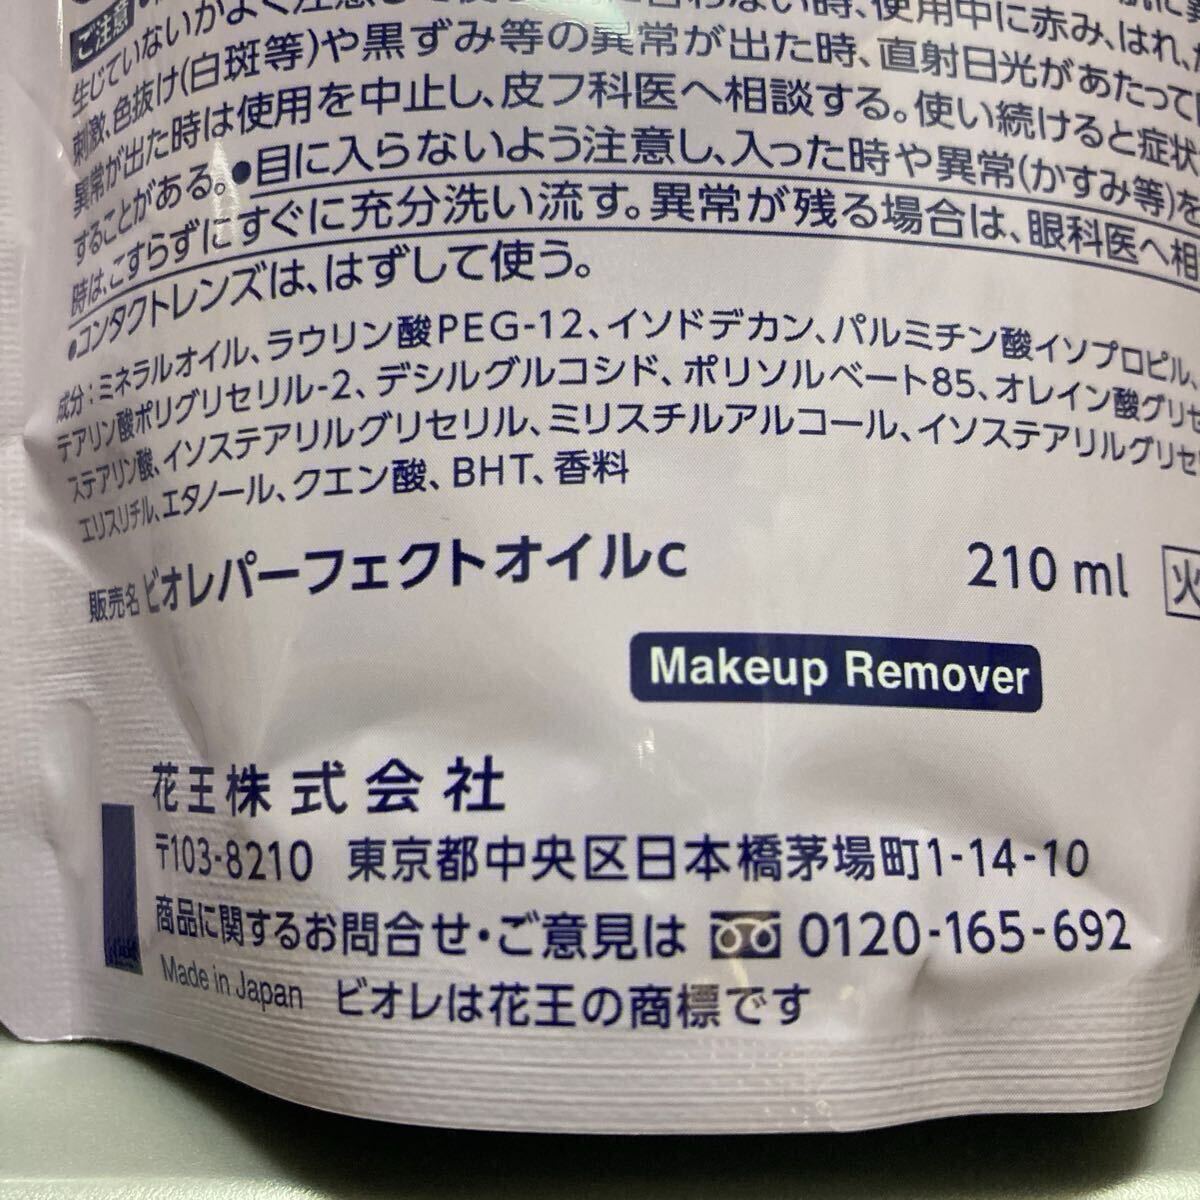 ご注意
生じていないかよく注意して使う。肌に合わない時、使用中に赤み、はれ、か
刺激、色抜け(白斑等)や黒ずみ等の異常が出た時、直射日光があたって
異常が出た時は使用を中止し、皮フ科医へ相談する。使い続けると症状
することがある。●目に入らないよう注意し、入った時や異常(かすみ等)を
時は、こすらずにすぐに充分洗い流す。異常が残る場合は、眼科医へ相
●コンタクトレンズは、はずして使う。
成分:ミネラルオイル、ラウリン酸PEG-12、イソドデカン、パルミチン酸イソプロピル、
テアリン酸ポリグリセリル-2、デシルグルコシド、ポリソルベート85、オレイン酸グリセ
ステアリン酸、イソステアリルグリセリル、ミリスチルアルコール、イソステアリルグリセリ
エリスリチル、エタノール、クエン酸、BHT、香料
販売名 ビオレパーフェクトオイルc 210 ml 火
Makeup Remover
花王株式会社
〒103-8210 東京都中央区日本橋茅場町1-14-10
商品に関するお問合せ・ご意見は 0120-165-692
Made in Japan ビオレは花王の商標です